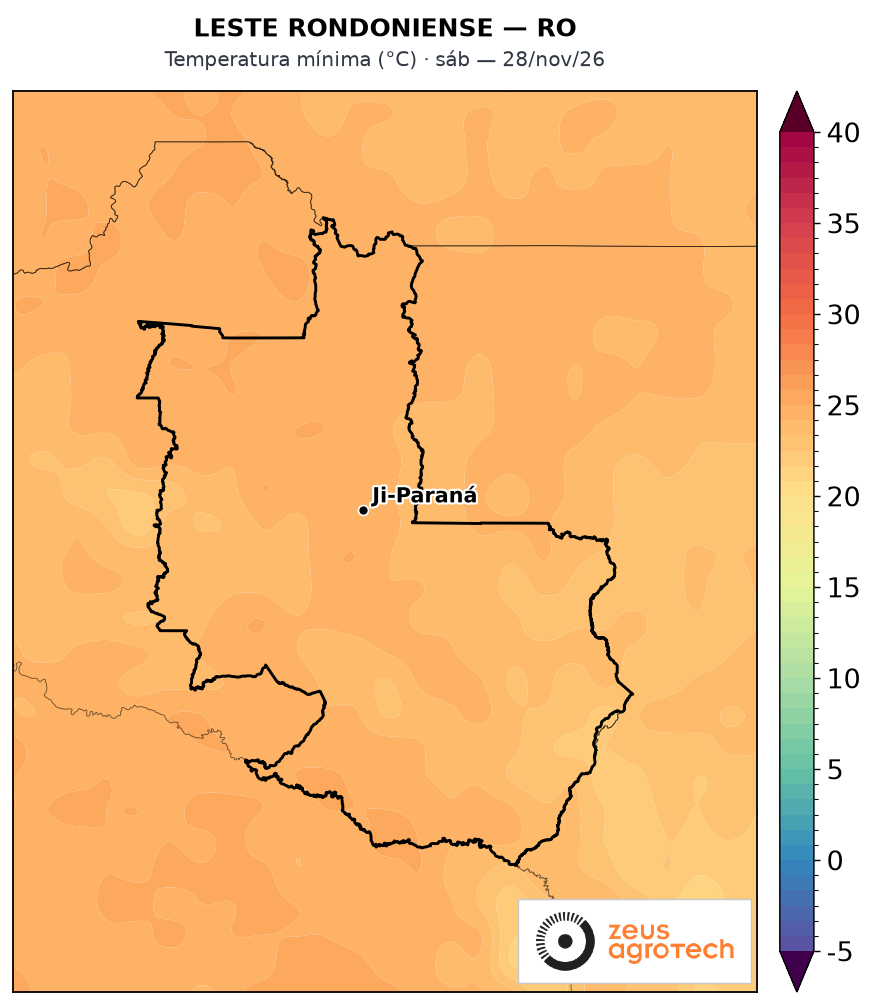 LESTE RONDONIENSE — RO
Temperatura mínima (°C) · sáb — 28/nov/26
40
35
30
25
20
15
10
5
0
-5
Ji-Paraná
zeus
agrotech